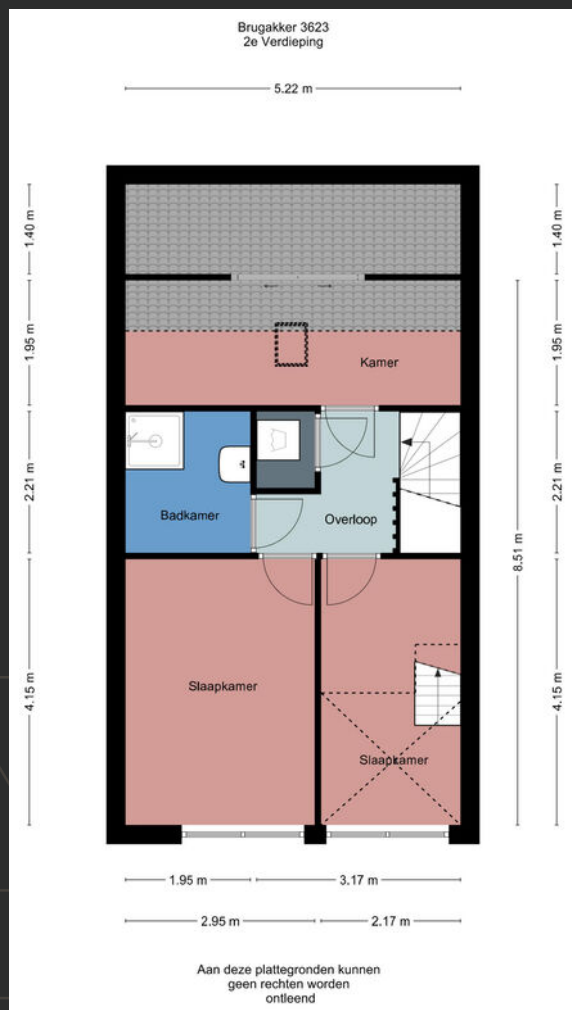 Brugakker 3623
2e Verdieping
5.22 m
1.40 m
1.40 m
1.95 m
1.95 m
Kamer
2.21 m
2.21 m
Badkamer
Overloop
8.51 m
4.15 m
4.15 m
Slaapkamer
Slaapkamer
1.95 m
3.17 m
2.95 m
2.17 m
Aan deze plattegronden kunnen
geen rechten worden
ontleend